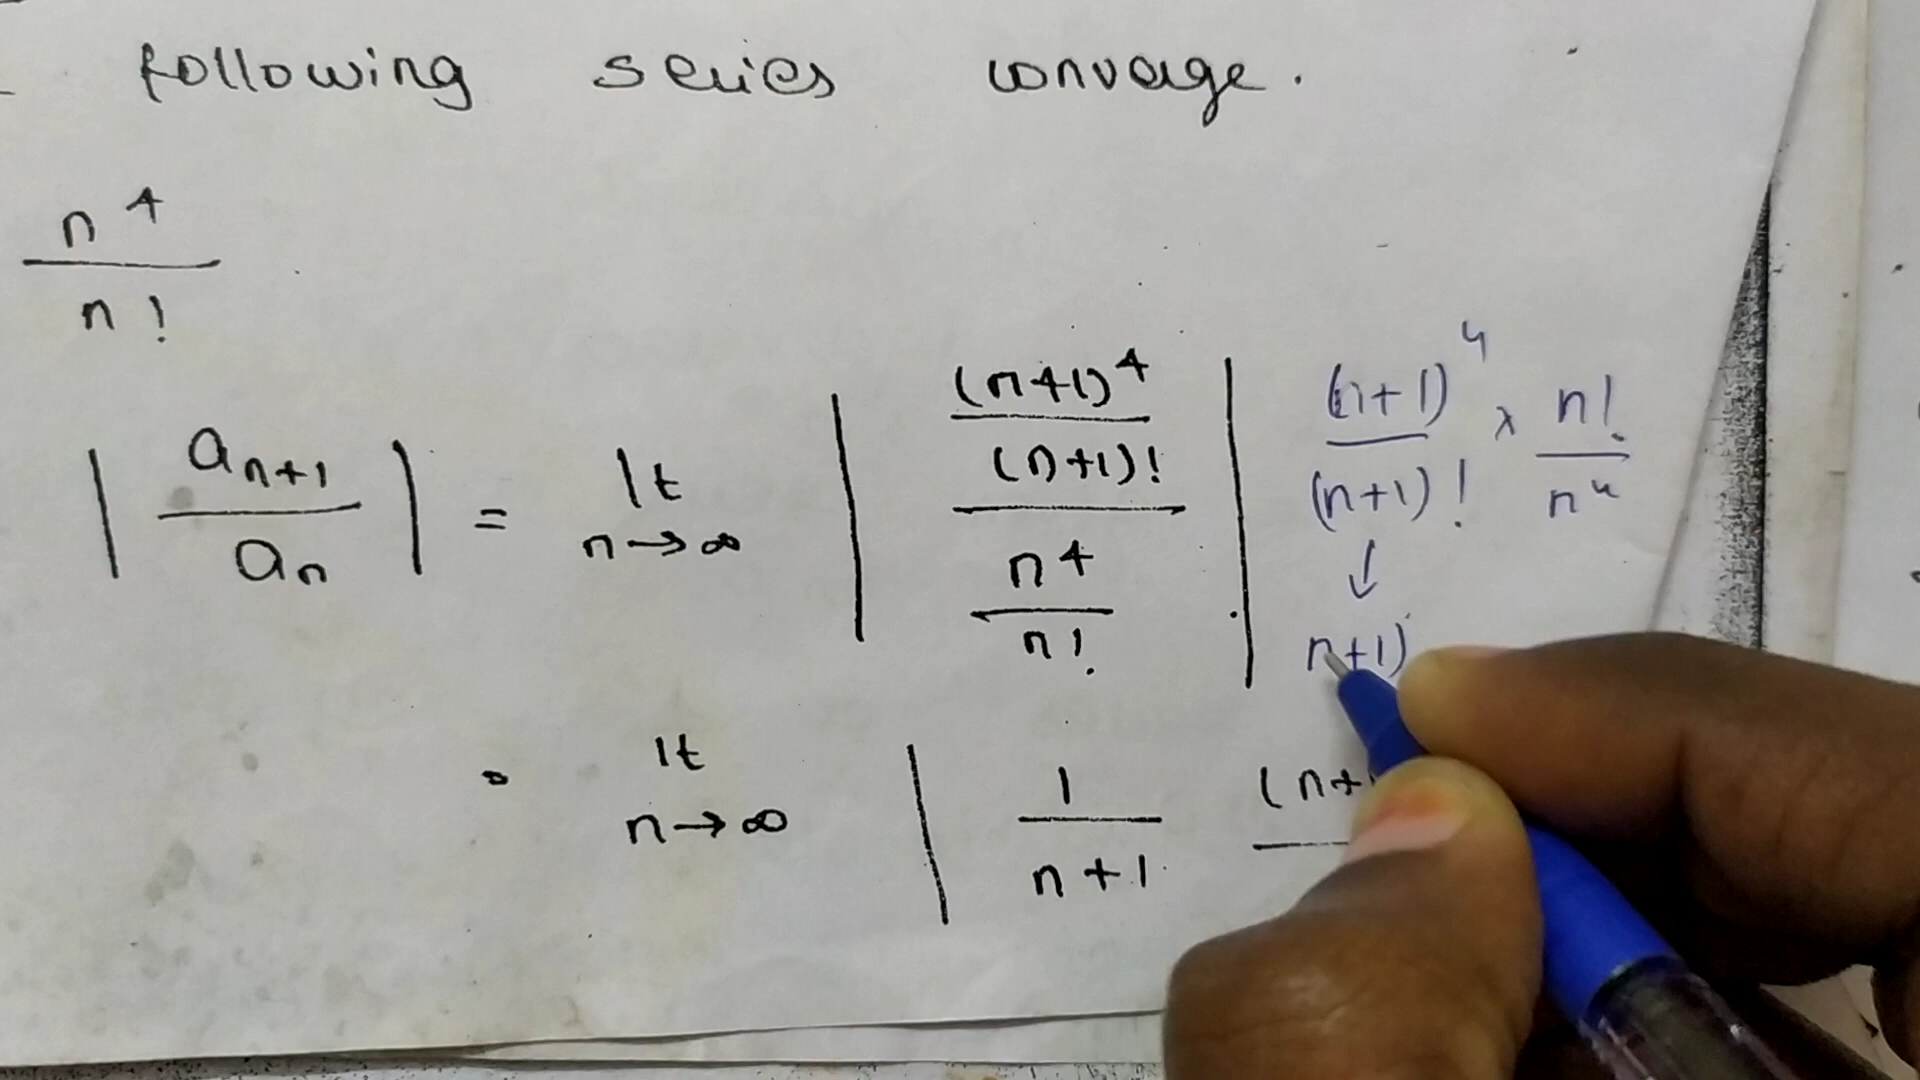 following series converge.
n^4 / n!
| a_{n+1} / a_n | = lt n→∞ | (n+1)^4 / (n+1)! / n^4 / n! | (n+1)^4 / (n+1)! × n! / n^4
↓
n+1)
= lt n→∞ | 1 / n+1 (n+